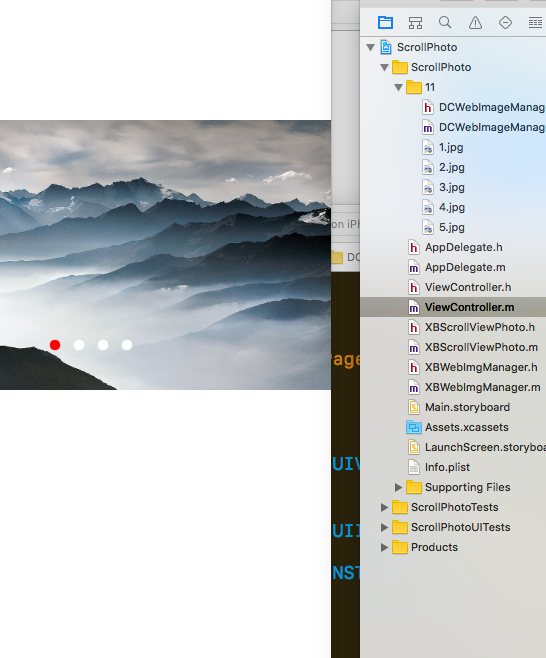 ScrollPhoto
ScrollPhoto
11
DCWebImageManag
DCWebImageManag
1.jpg
2.jpg
3.jpg
4.jpg
5.jpg
on iPh
AppDelegate.h
DC
AppDelegate.m
ViewController.h
ViewController.m
XBScrollViewPhoto.h
XBScrollViewPhoto.m
Page
XBWebImgManager.h
XBWebImgManager.m
Main.storyboard
Assets.xcassets
LaunchScreen.storyboa
UIV
Info.plist
Supporting Files
ScrollPhotoTests
ScrollPhotoUITests
UII
Products
NST